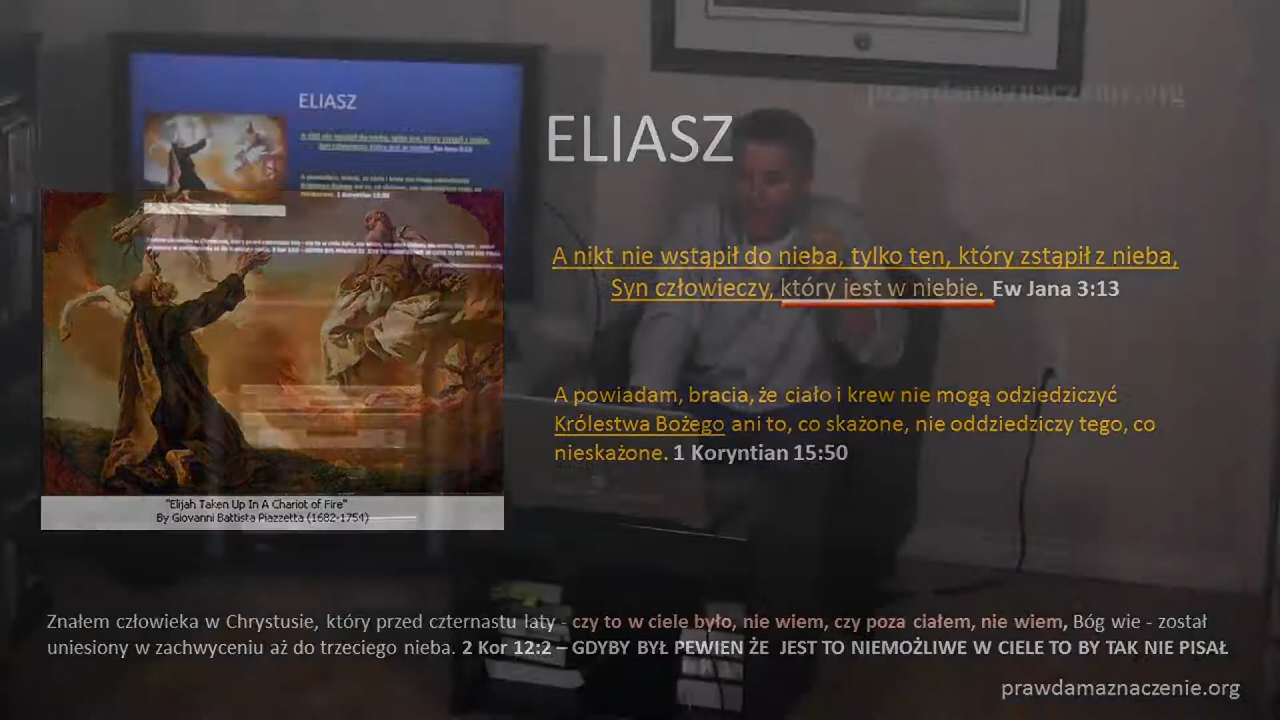 prawdamaznaczenie.org
ELIASZ
ELIASZ
A nikt nie wstąpił do nieba, tylko ten, który zstąpił z nieba,
Syn człowieczy, który jest w niebie. Ew Jana 3:13
A powiadam, bracia, że ciało i krew nie mogą odziedziczyć
Królestwa Bożego ani to, co skażone, nie oddziedziczy tego, co
nieskażone. 1 Koryntian 15:50
"Elijah Taken Up In A Chariot of Fire"
By Giovanni Battista Piazzetta (1682-1754)
Znałem człowieka w Chrystusie, który przed czternastu laty - czy to w ciele było, nie wiem, czy poza ciałem, nie wiem, Bóg wie - został
uniesiony w zachwyceniu aż do trzeciego nieba. 2 Kor 12:2 – GDYBY BYŁ PEWIEN ŻE JEST TO NIEMOŻLIWE W CIELE TO BY TAK NIE PISAŁ
prawdamaznaczenie.org